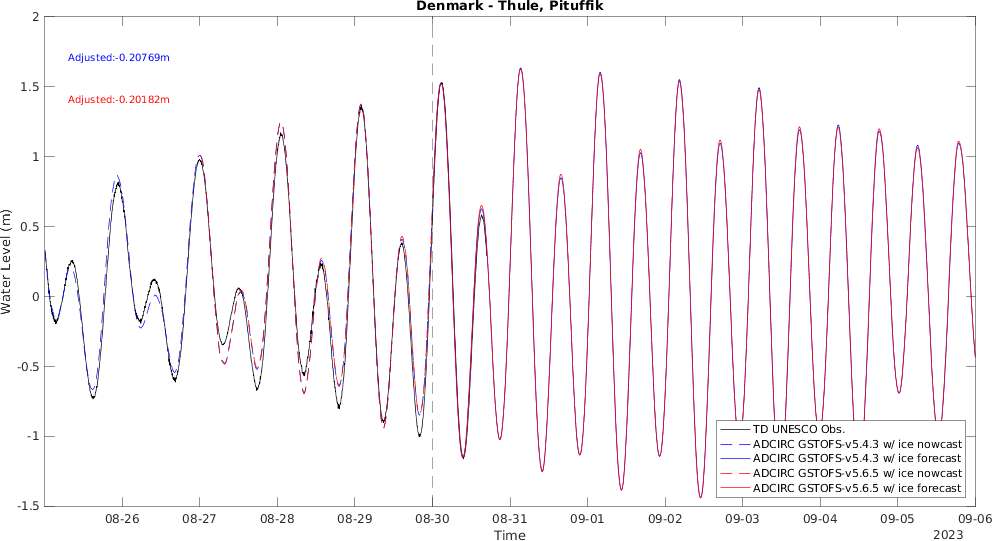 Denmark - Thule, Pituffik
Adjusted:-0.20769m
Adjusted:-0.20182m
Water Level (m)
2
1.5
1
0.5
0
-0.5
-1
-1.5
TD UNESCO Obs.
ADCIRC GSTOFS-v5.4.3 w/ ice nowcast
ADCIRC GSTOFS-v5.4.3 w/ ice forecast
ADCIRC GSTOFS-v5.6.5 w/ ice nowcast
ADCIRC GSTOFS-v5.6.5 w/ ice forecast
08-26 08-27 08-28 08-29 08-30 08-31 09-01 09-02 09-03 09-04 09-05 09-06
Time
2023